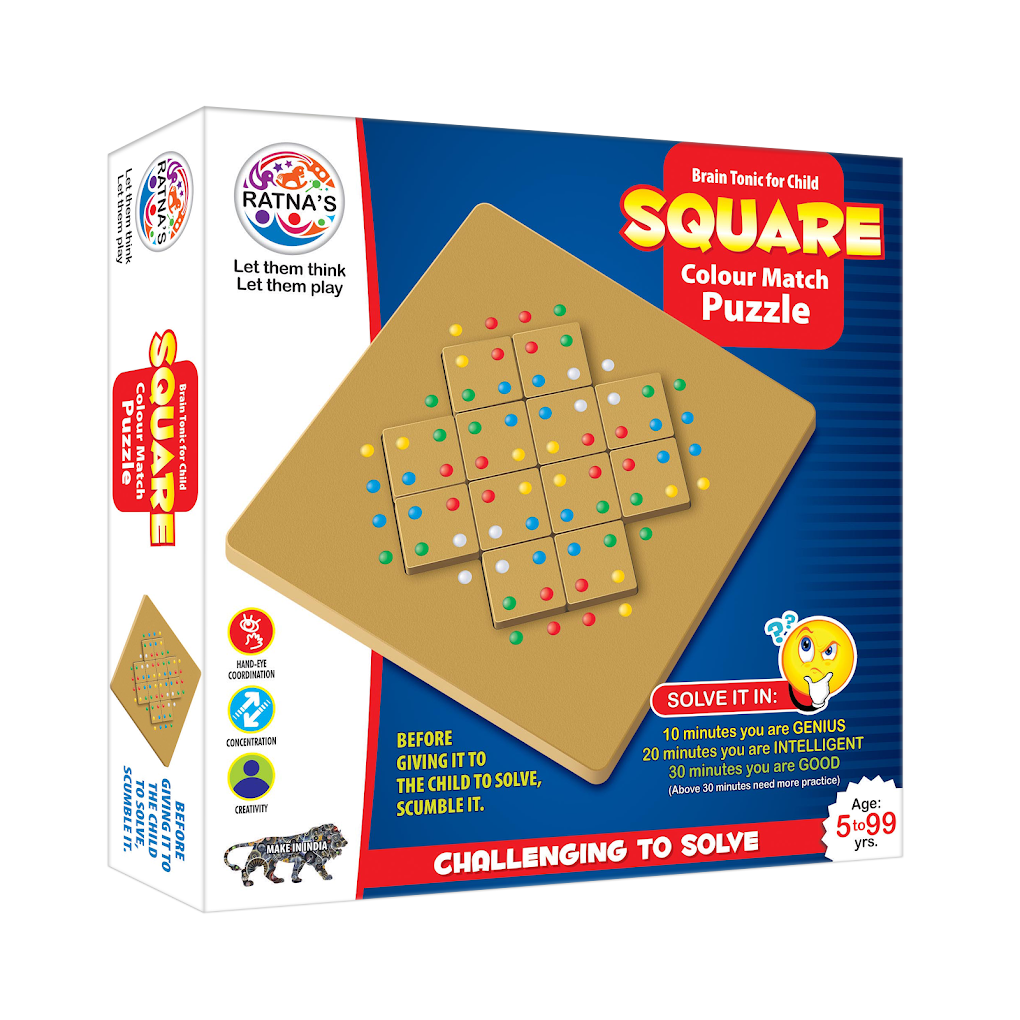 RATNA'S
Let them think
Let them play
Brain Tonic for Child
SQUARE
Colour Match
Puzzle
BEFORE
GIVING IT TO
THE CHILD
TO SOLVE,
SCUMBLE IT.
RATNA'S
Let them think
Let them play
HAND-EYE
COORDINATION
CONCENTRATION
CREATIVITY
MAKE IN INDIA
Brain Tonic for Child
SQUARE
Colour Match
Puzzle
??
SOLVE IT IN:
10 minutes you are GENIUS
20 minutes you are INTELLIGENT
30 minutes you are GOOD
(Above 30 minutes need more practice)
BEFORE
GIVING IT TO
THE CHILD TO SOLVE,
SCUMBLE IT.
CHALLENGING TO SOLVE
Age:
5to99
yrs.